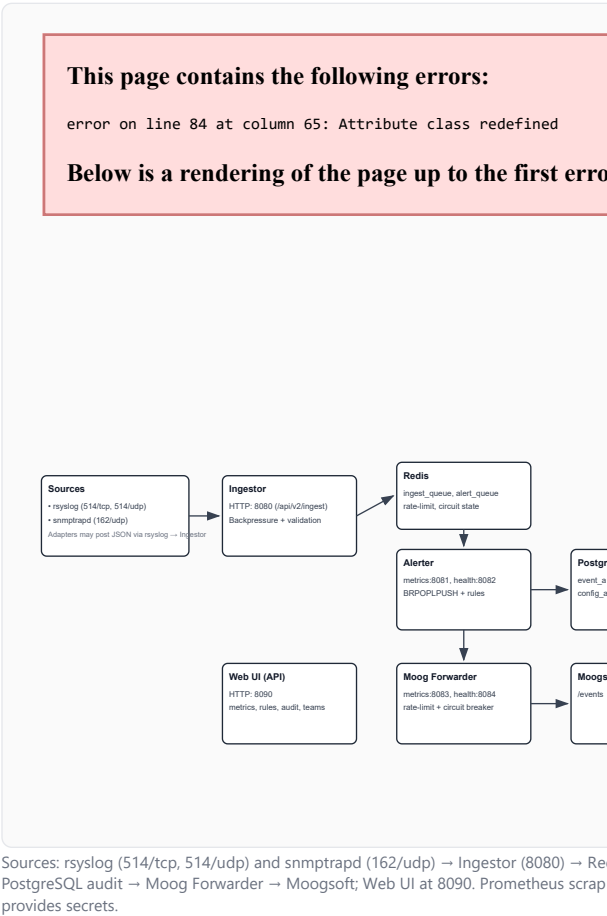 This page contains the following errors:
error on line 84 at column 65: Attribute class redefined
Below is a rendering of the page up to the first erro
Sources
• rsyslog (514/tcp, 514/udp)
• snmptrapd (162/udp)
Adapters may post JSON via rsyslog → Ingestor
Ingestor
HTTP: 8080 (/api/v2/ingest)
Backpressure + validation
Redis
ingest_queue, alert_queue
rate-limit, circuit state
Alerter
metrics:8081, health:8082
BRPOPLPUSH + rules
Postgr
event_a
config_a
Web UI (API)
HTTP: 8090
metrics, rules, audit, teams
Moog Forwarder
metrics:8083, health:8084
rate-limit + circuit breaker
Moogs
/events
Sources: rsyslog (514/tcp, 514/udp) and snmptrapd (162/udp) → Ingestor (8080) → Re
PostgreSQL audit → Moog Forwarder → Moogsoft; Web UI at 8090. Prometheus scrap
provides secrets.